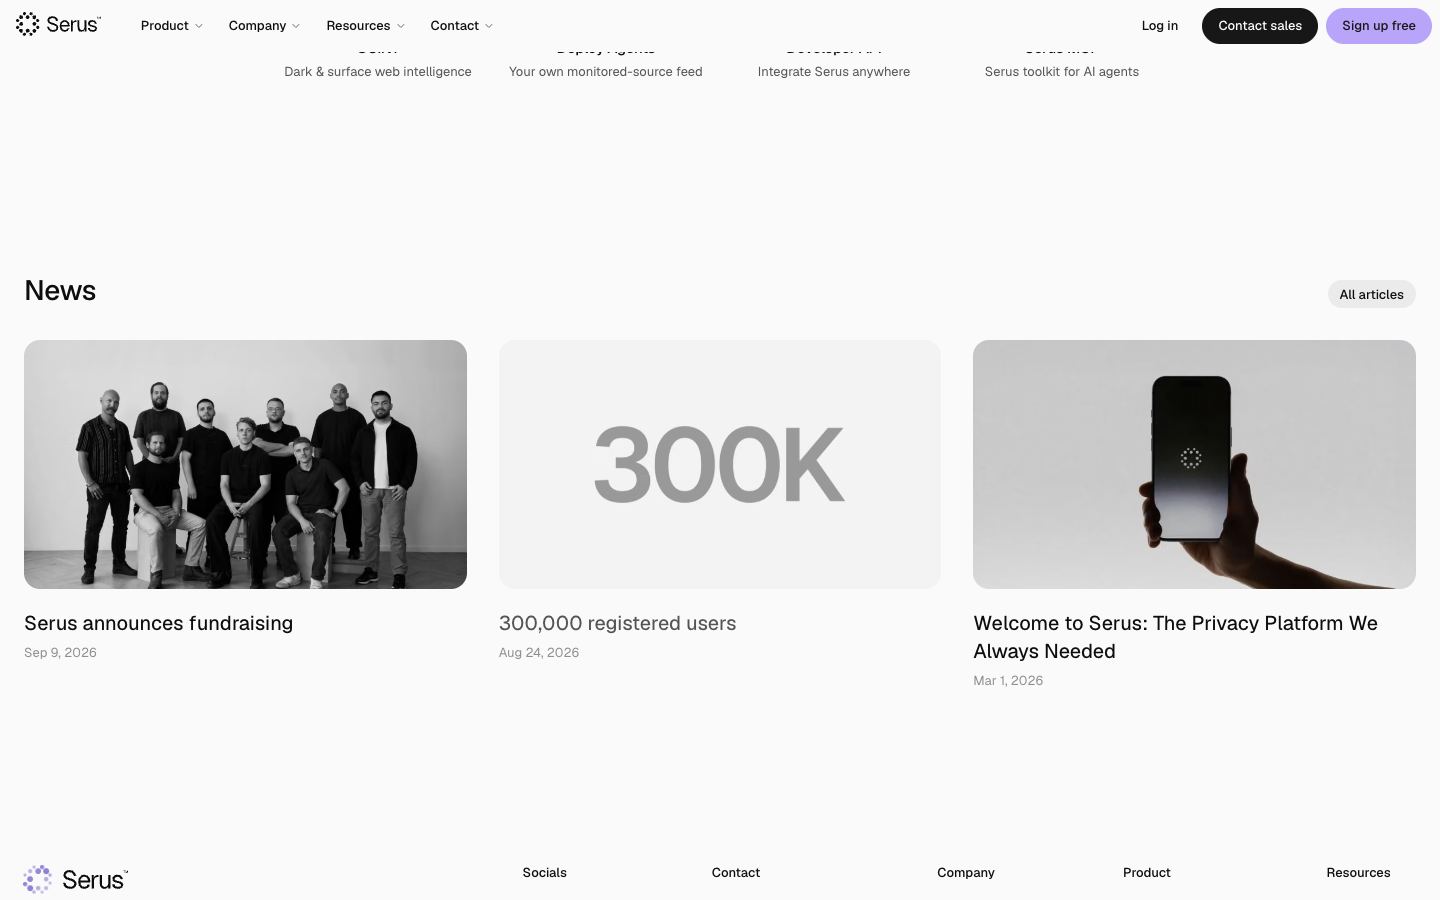 Serus™
Product
Company
Resources
Contact
Log in
Contact sales
Sign up free
Dark & surface web intelligence
Your own monitored-source feed
Integrate Serus anywhere
Serus toolkit for AI agents
News
All articles
300K
Serus announces fundraising
Sep 9, 2026
300,000 registered users
Aug 24, 2026
Welcome to Serus: The Privacy Platform We
Always Needed
Mar 1, 2026
Serus™
Socials
Contact
Company
Product
Resources